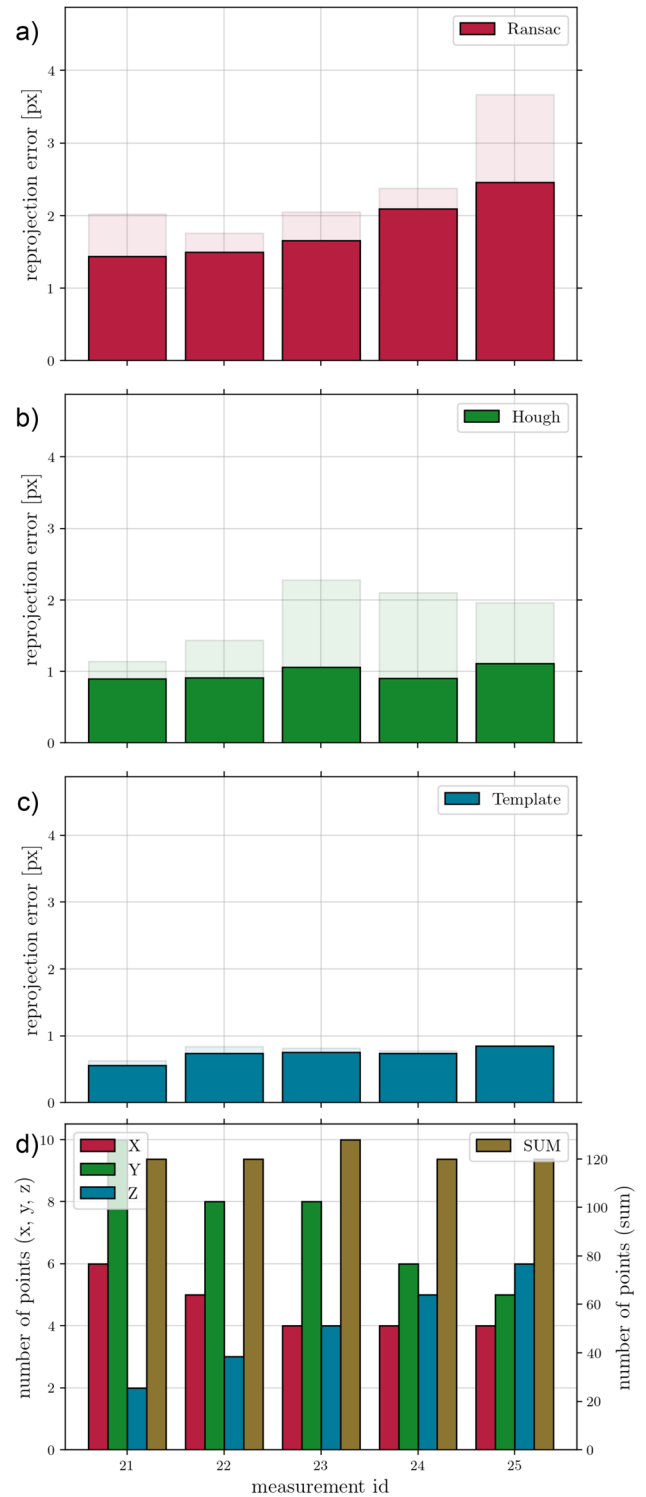 a)
Ransac
reprojection error [px]
4
3
2
1
0
b)
Hough
reprojection error [px]
4
3
2
1
0
c)
Template
reprojection error [px]
4
3
2
1
0
d)
X
Y
Z
SUM
number of points (x, y, z)
10
8
6
4
2
0
number of points (sum)
120
100
80
60
40
20
0
21 22 23 24 25
measurement id